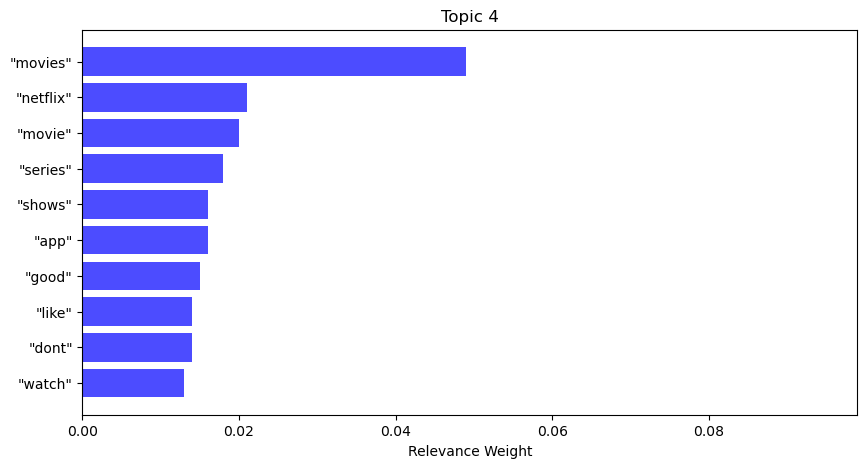 Topic 4
"movies"
"netflix"
"movie"
"series"
"shows"
"app"
"good"
"like"
"dont"
"watch"
0.00 0.02 0.04 0.06 0.08
Relevance Weight